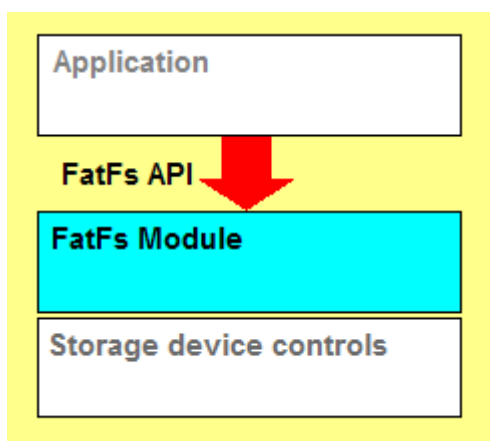 Application
FatFs API
FatFs Module
Storage device controls